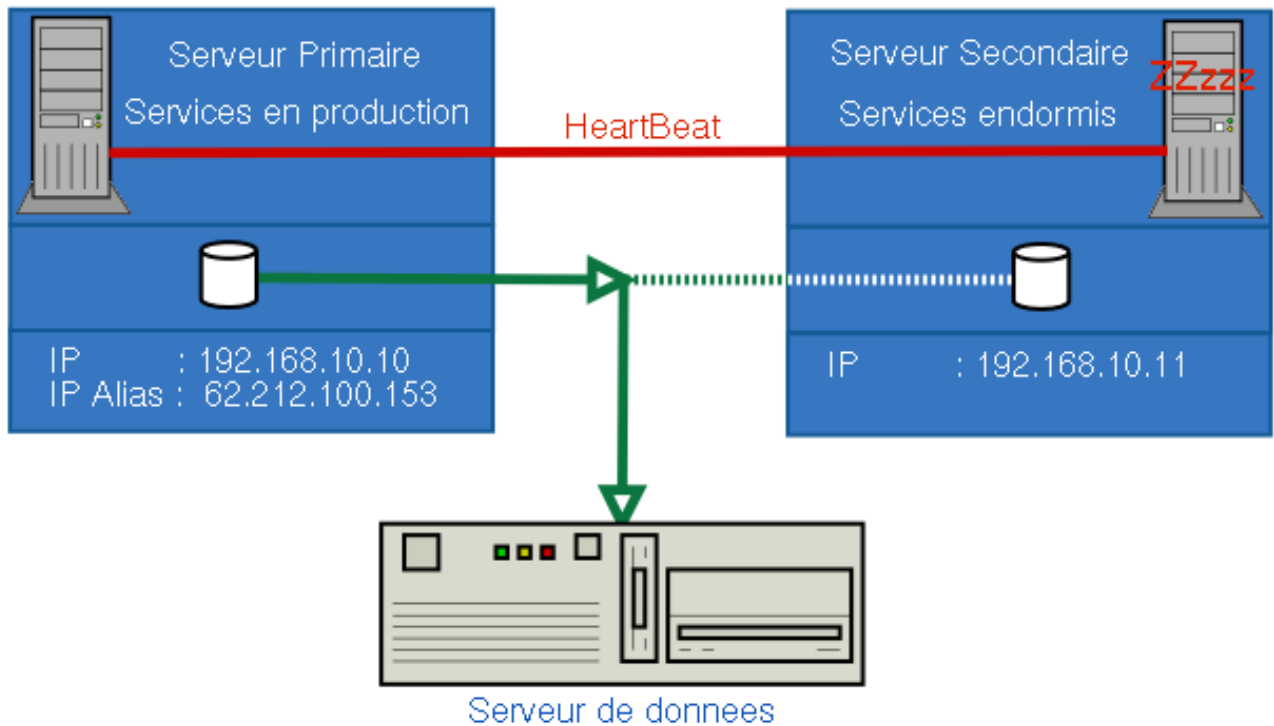 Serveur Primaire
Services en production
HeartBeat
Serveur Secondaire
ZZzzz
Services endormis
IP : 192.168.10.10
IP Alias : 62.212.100.153
IP : 192.168.10.11
Serveur de donnees